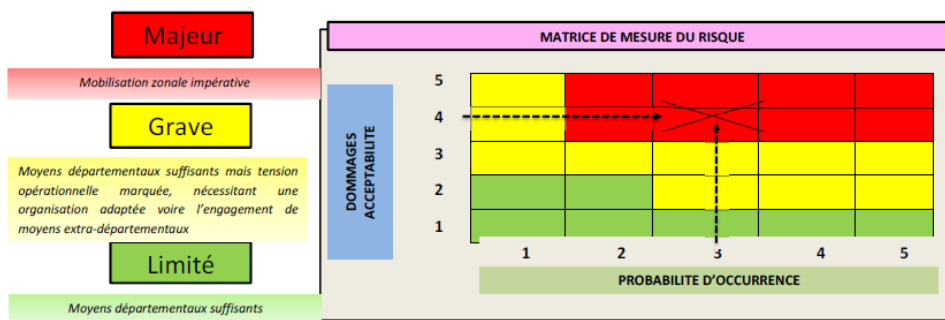 Majeur
Mobilisation zonale impérative
Grave
Moyens départementaux suffisants mais tension
opérationnelle marquée, nécessitant une
organisation adaptée voire l'engagement de
moyens extra-départementaux
Limité
Moyens départementaux suffisants
MATRICE DE MESURE DU RISQUE
DOMMAGES
ACCEPTABILITE
5
4
3
2
1
1 2 3 4 5
PROBABILITE D'OCCURRENCE